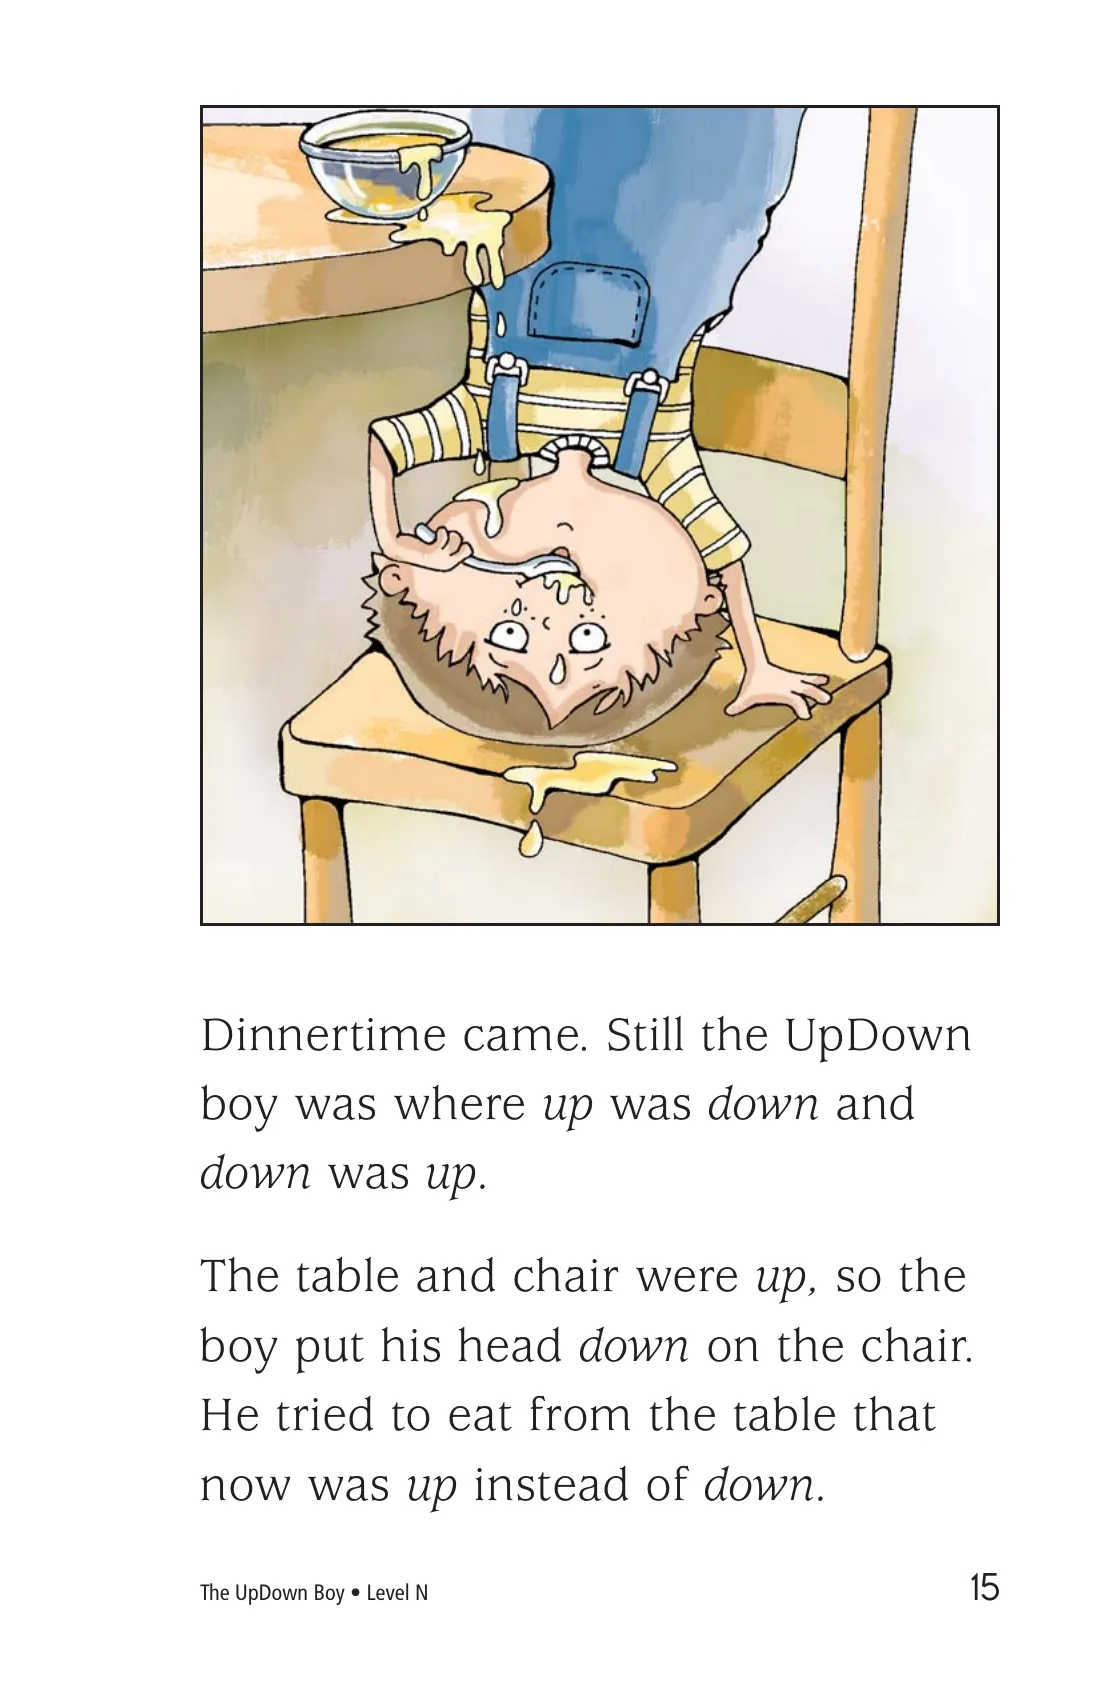 Dinnertime came. Still the UpDown
boy was where up was down and
down was up.
The table and chair were up, so the
boy put his head down on the chair.
He tried to eat from the table that
now was up instead of down.
The UpDown Boy • Level N
15